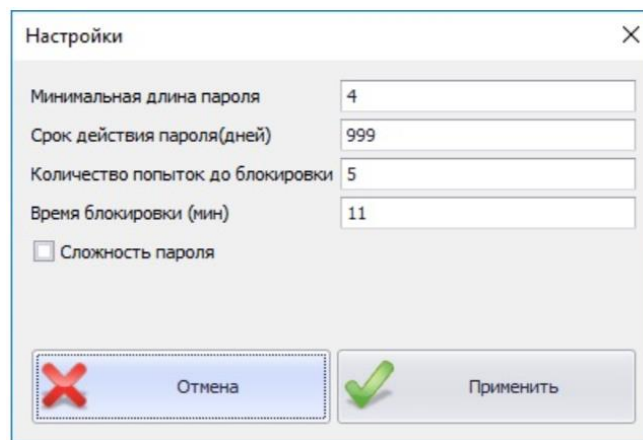 Настройки
Минимальная длина пароля 4
Срок действия пароля(дней) 999
Количество попыток до блокировки 5
Время блокировки (мин) 11
Сложность пароля
Отмена Применить